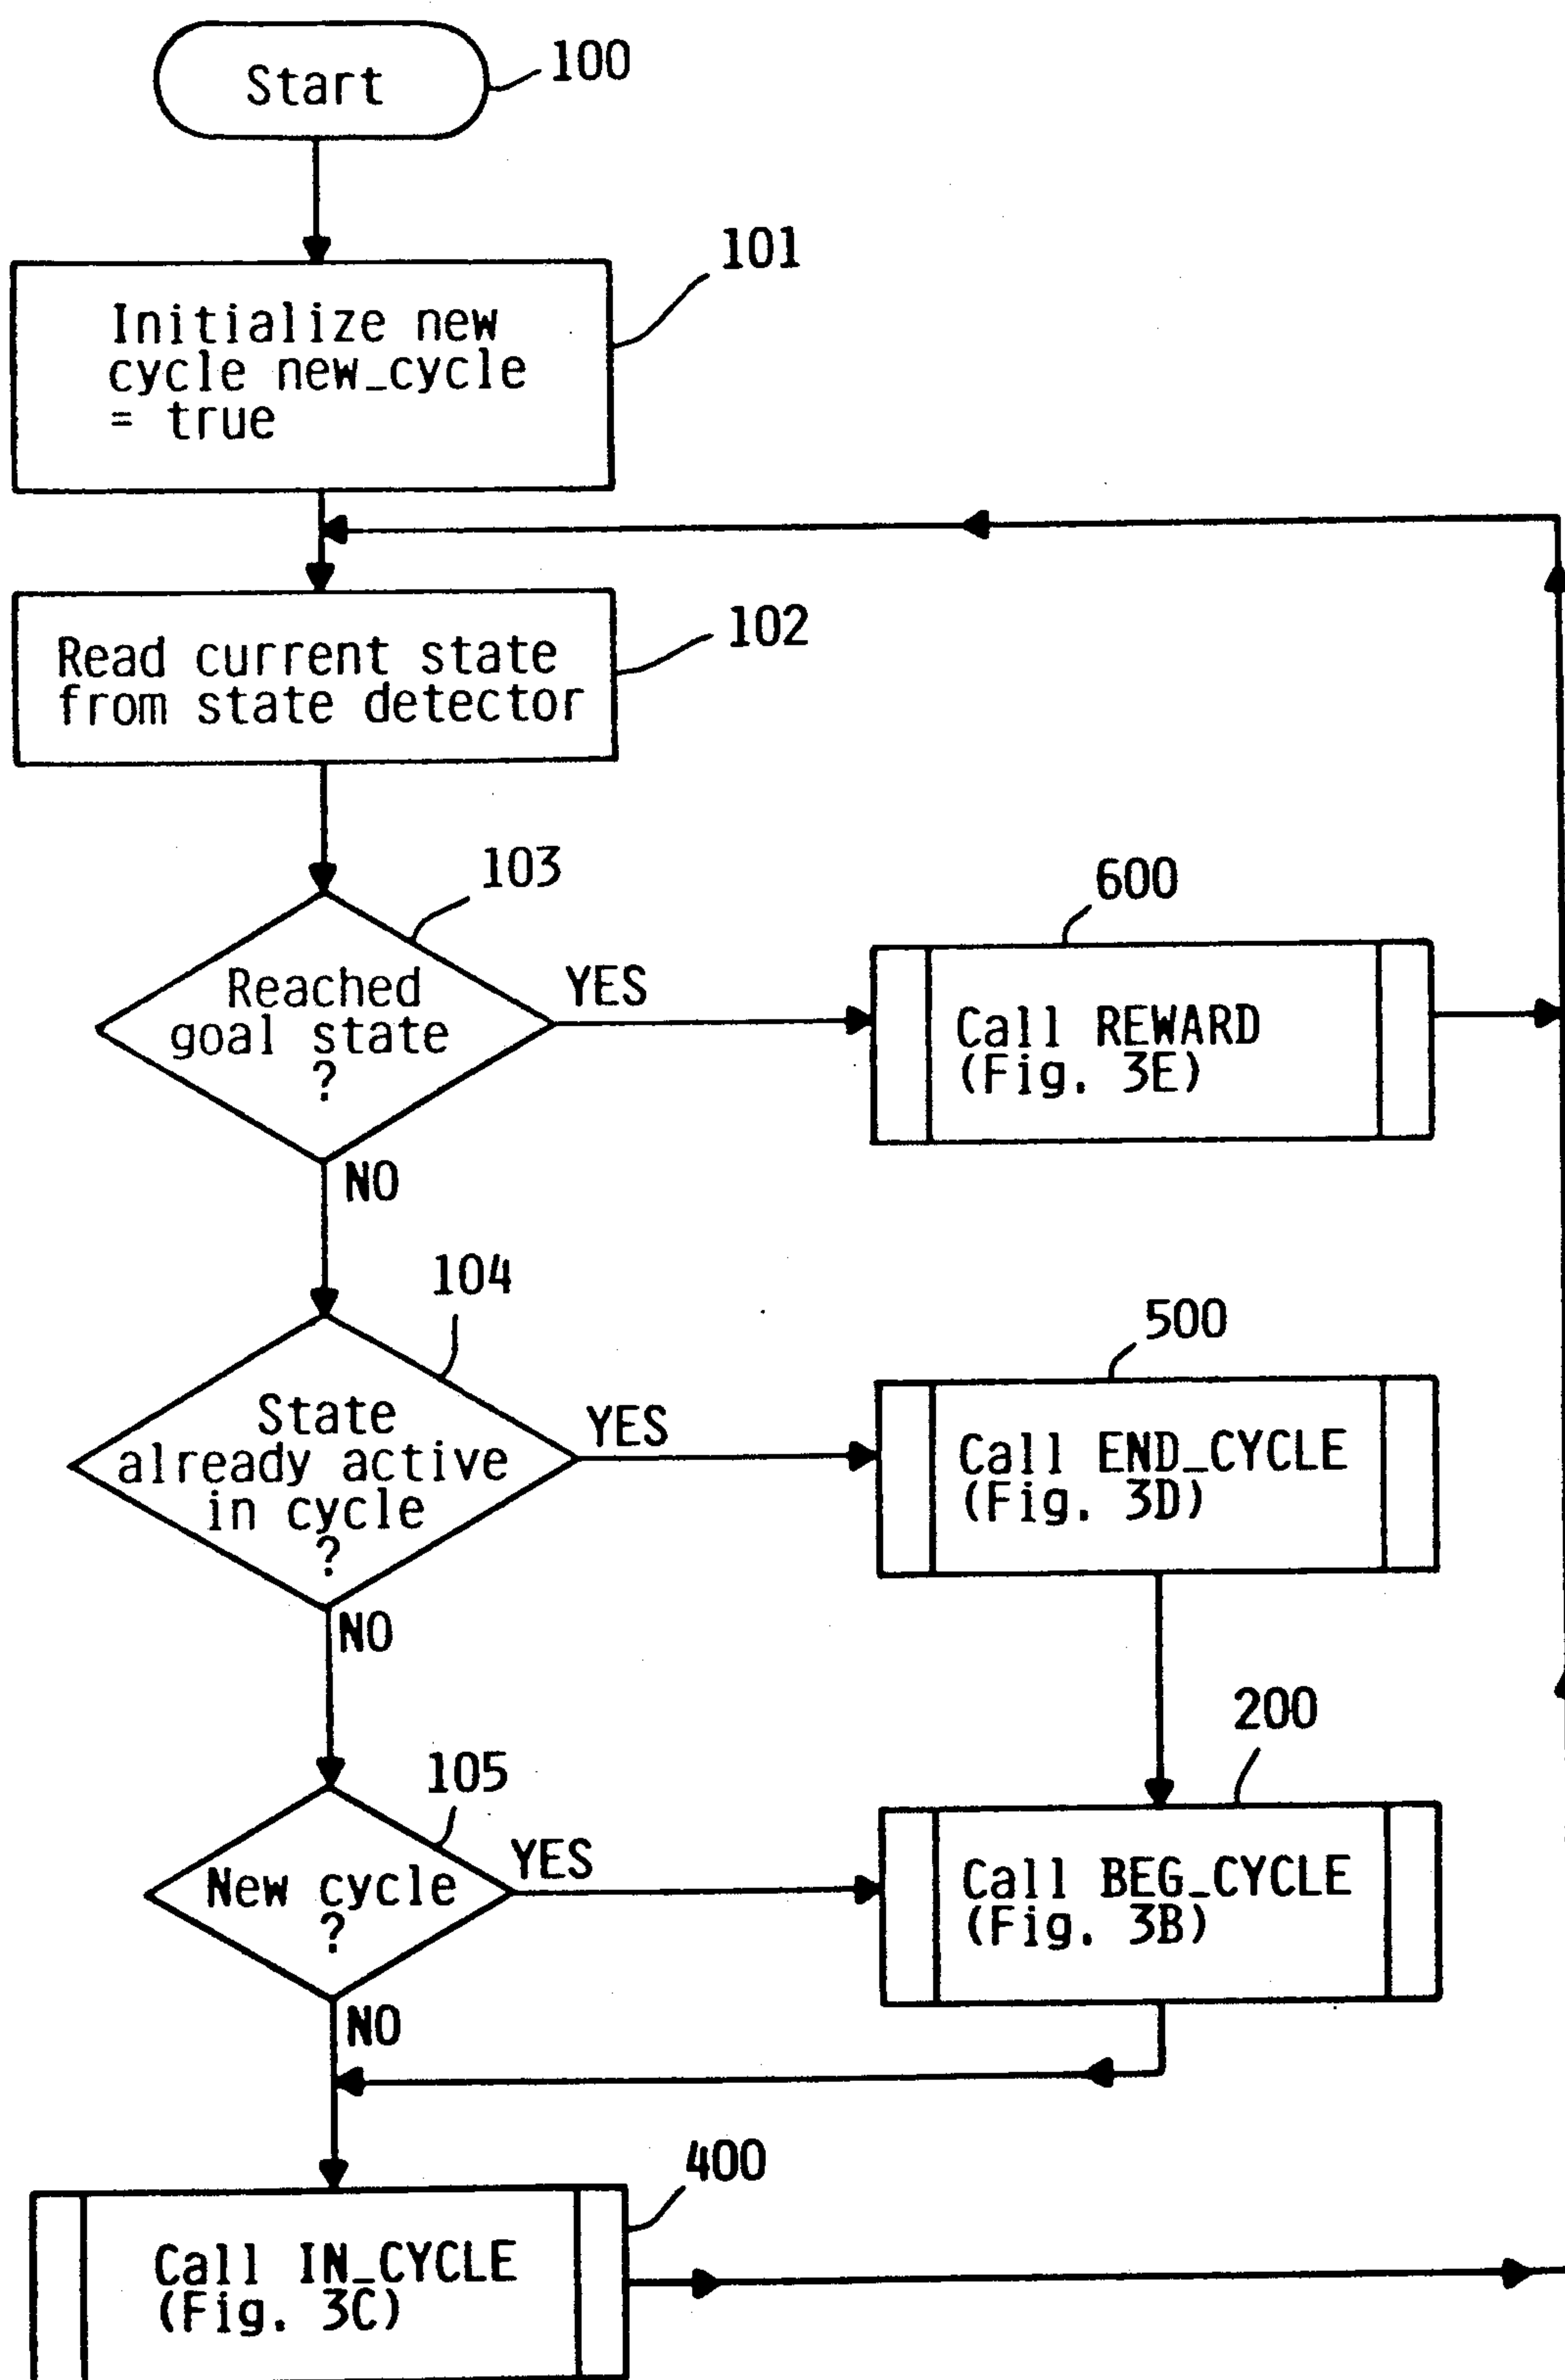 Start
100
101
Initialize new
cycle new_cycle
= true
102
Read current state
from state detector
103
Reached
goal state
?
YES
NO
600
Call REWARD
(Fig. 3E)
104
State
already active
in cycle
?
YES
NO
500
Call END_CYCLE
(Fig. 3D)
105
New cycle
?
YES
NO
200
Call BEG_CYCLE
(Fig. 3B)
400
Call IN_CYCLE
(Fig. 3C)